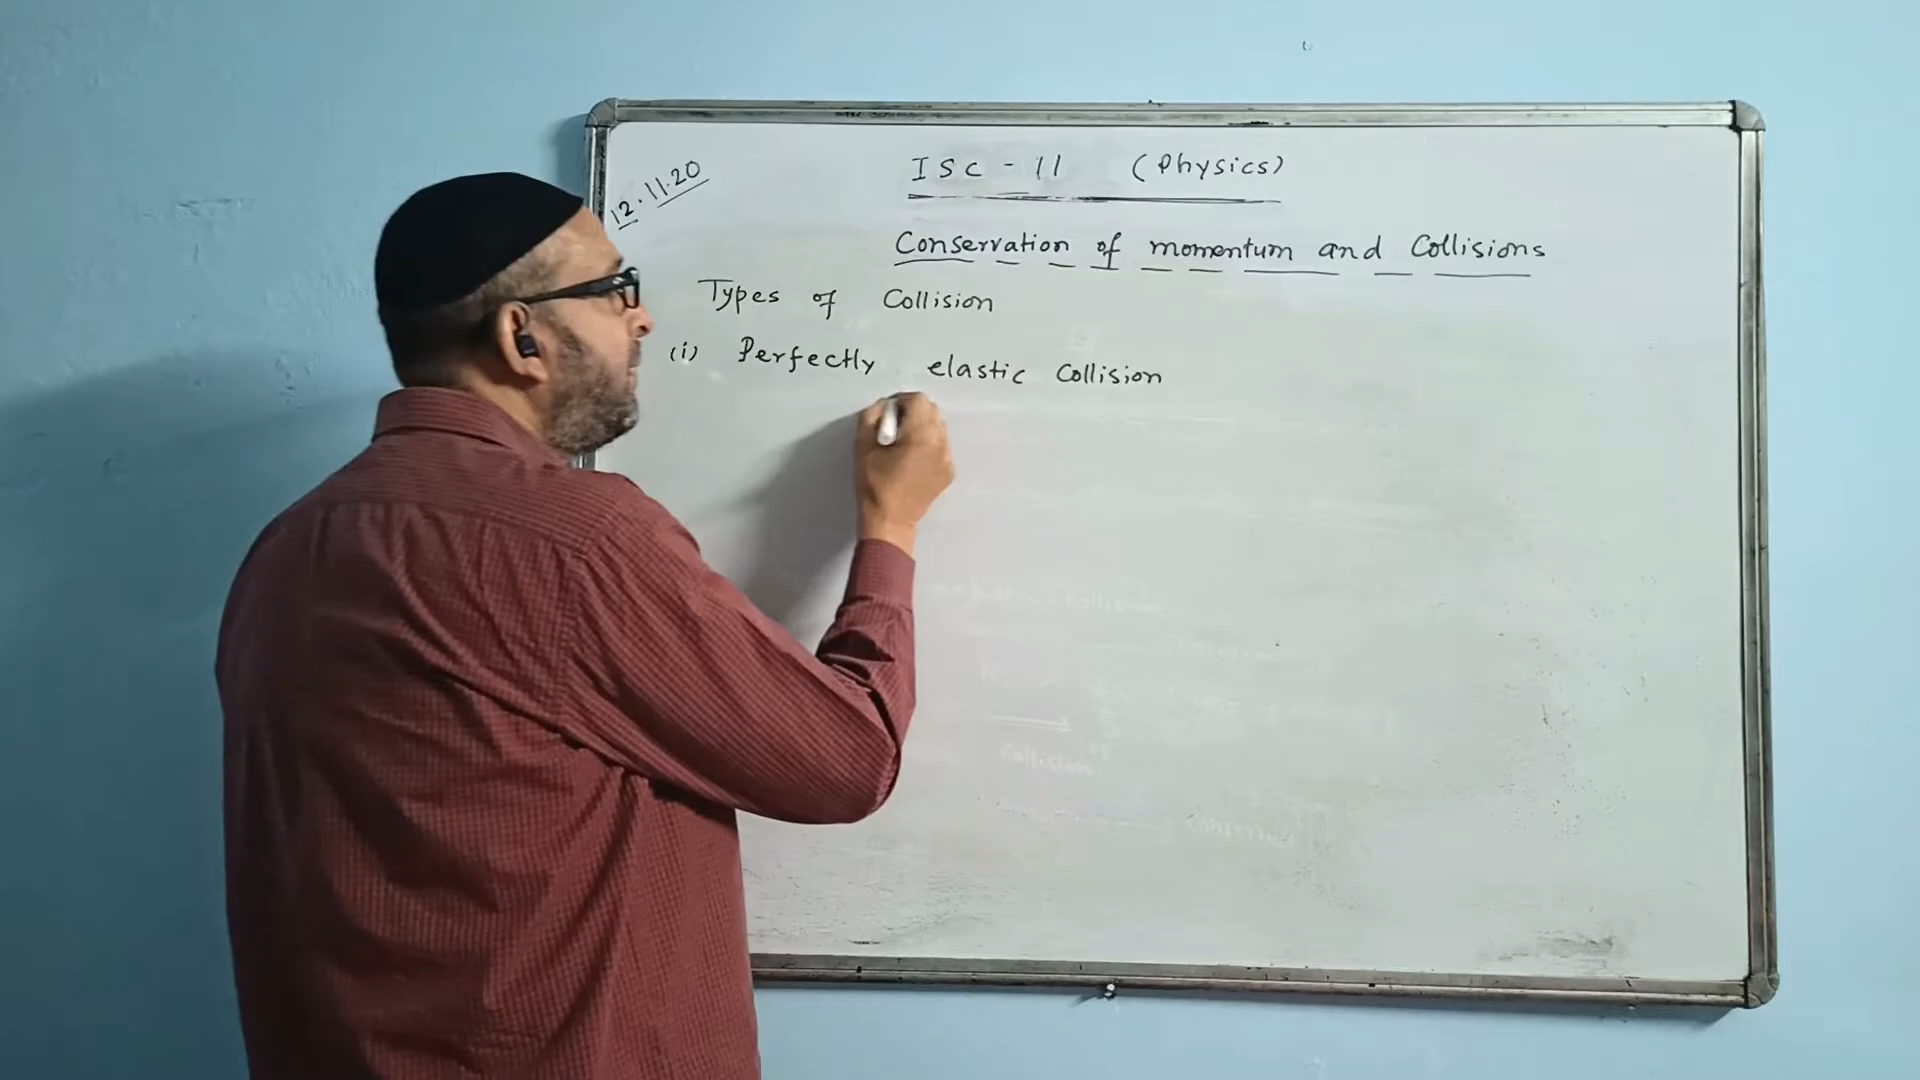 12.11.20
ISC - 11 (Physics)
Conservation of momentum and Collisions
Types of Collision
(i) Perfectly elastic Collision